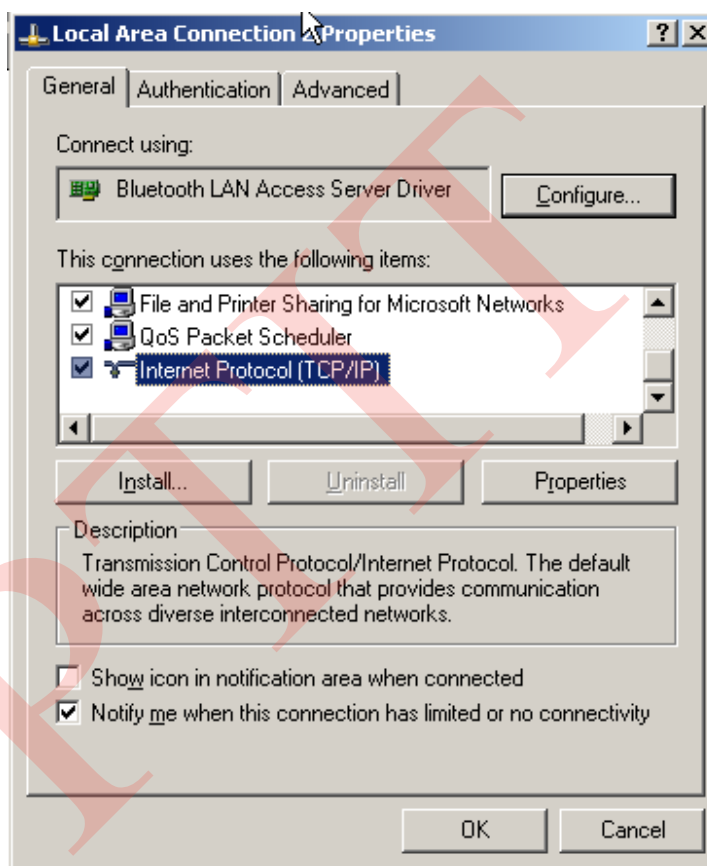 Local Area Connection Properties
General Authentication Advanced
Connect using:
Bluetooth LAN Access Server Driver Configure...
This connection uses the following items:
File and Printer Sharing for Microsoft Networks
QoS Packet Scheduler
Internet Protocol (TCP/IP)
Install... Uninstall Properties
Description
Transmission Control Protocol/Internet Protocol. The default
wide area network protocol that provides communication
across diverse interconnected networks.
Show icon in notification area when connected
Notify me when this connection has limited or no connectivity
OK Cancel
PTIT